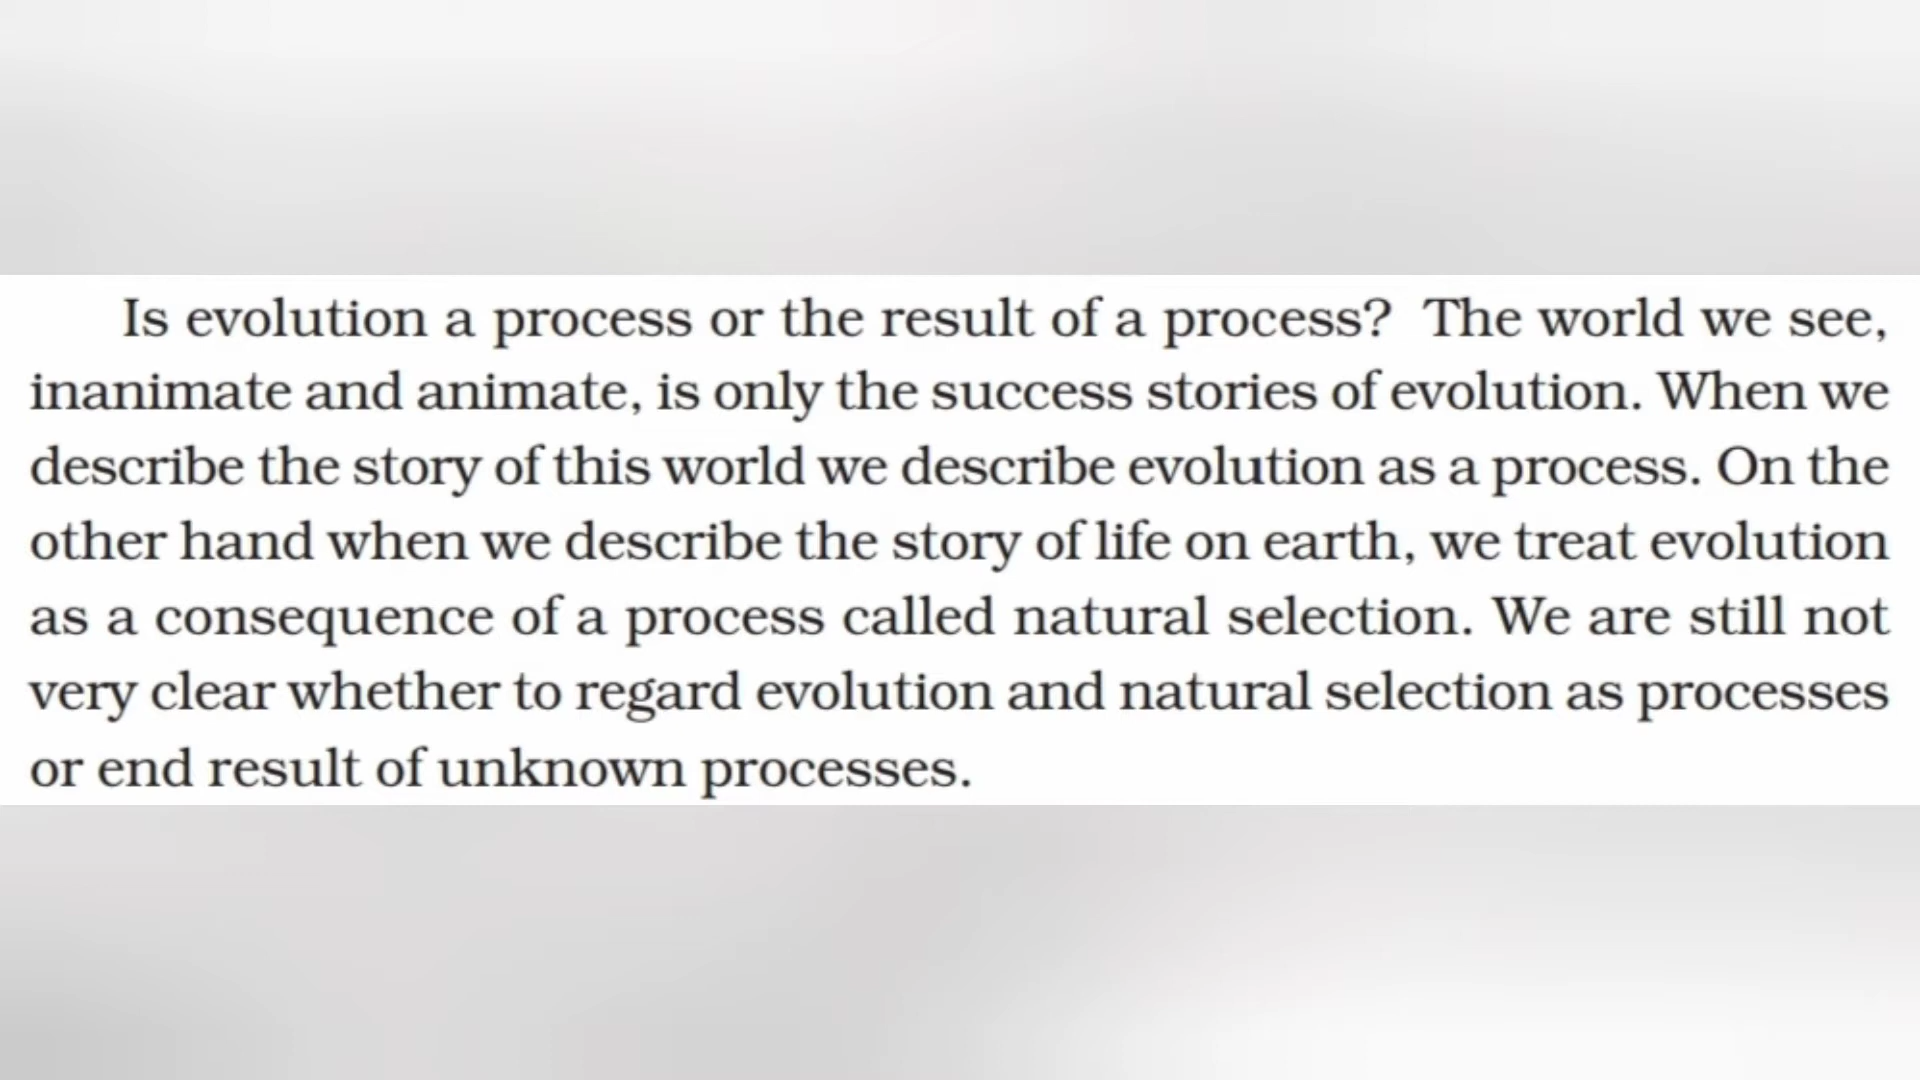 Is evolution a process or the result of a process? The world we see,
inanimate and animate, is only the success stories of evolution. When we
describe the story of this world we describe evolution as a process. On the
other hand when we describe the story of life on earth, we treat evolution
as a consequence of a process called natural selection. We are still not
very clear whether to regard evolution and natural selection as processes
or end result of unknown processes.